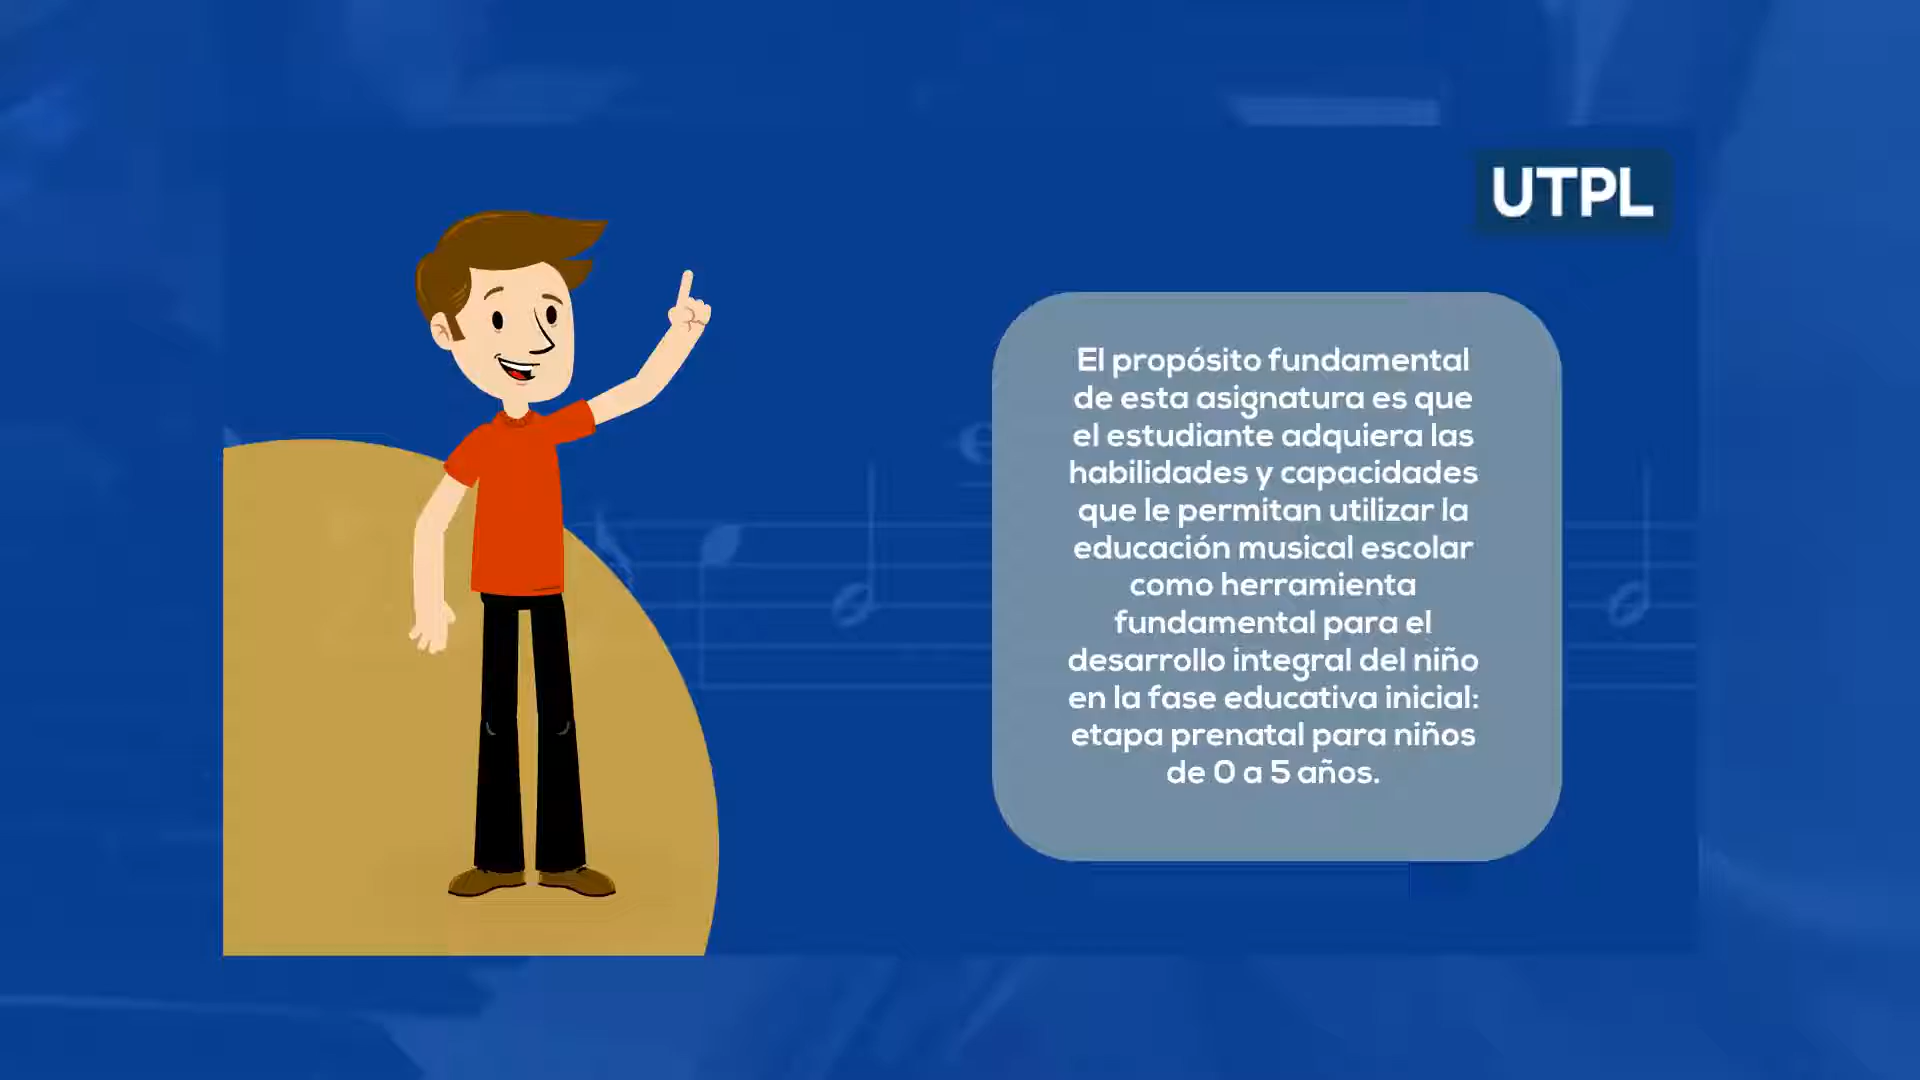 UTPL
El propósito fundamental
de esta asignatura es que
el estudiante adquiera las
habilidades y capacidades
que le permitan utilizar la
educación musical escolar
como herramienta
fundamental para el
desarrollo integral del niño
en la fase educativa inicial:
etapa prenatal para niños
de 0 a 5 años.